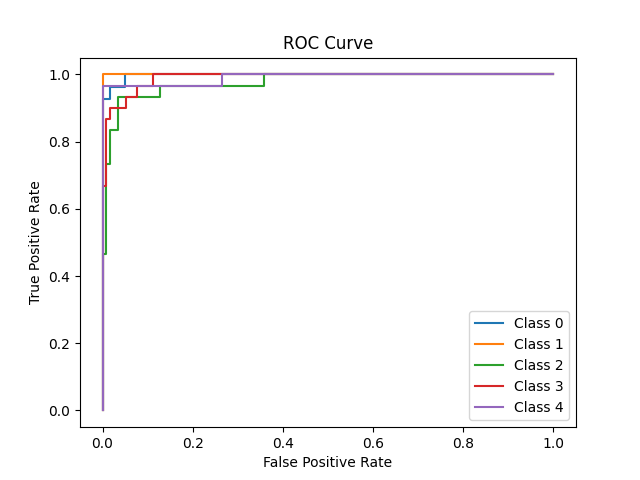 ROC Curve
True Positive Rate
1.0
0.8
0.6
0.4
0.2
0.0
0.0 0.2 0.4 0.6 0.8 1.0
False Positive Rate
Class 0
Class 1
Class 2
Class 3
Class 4